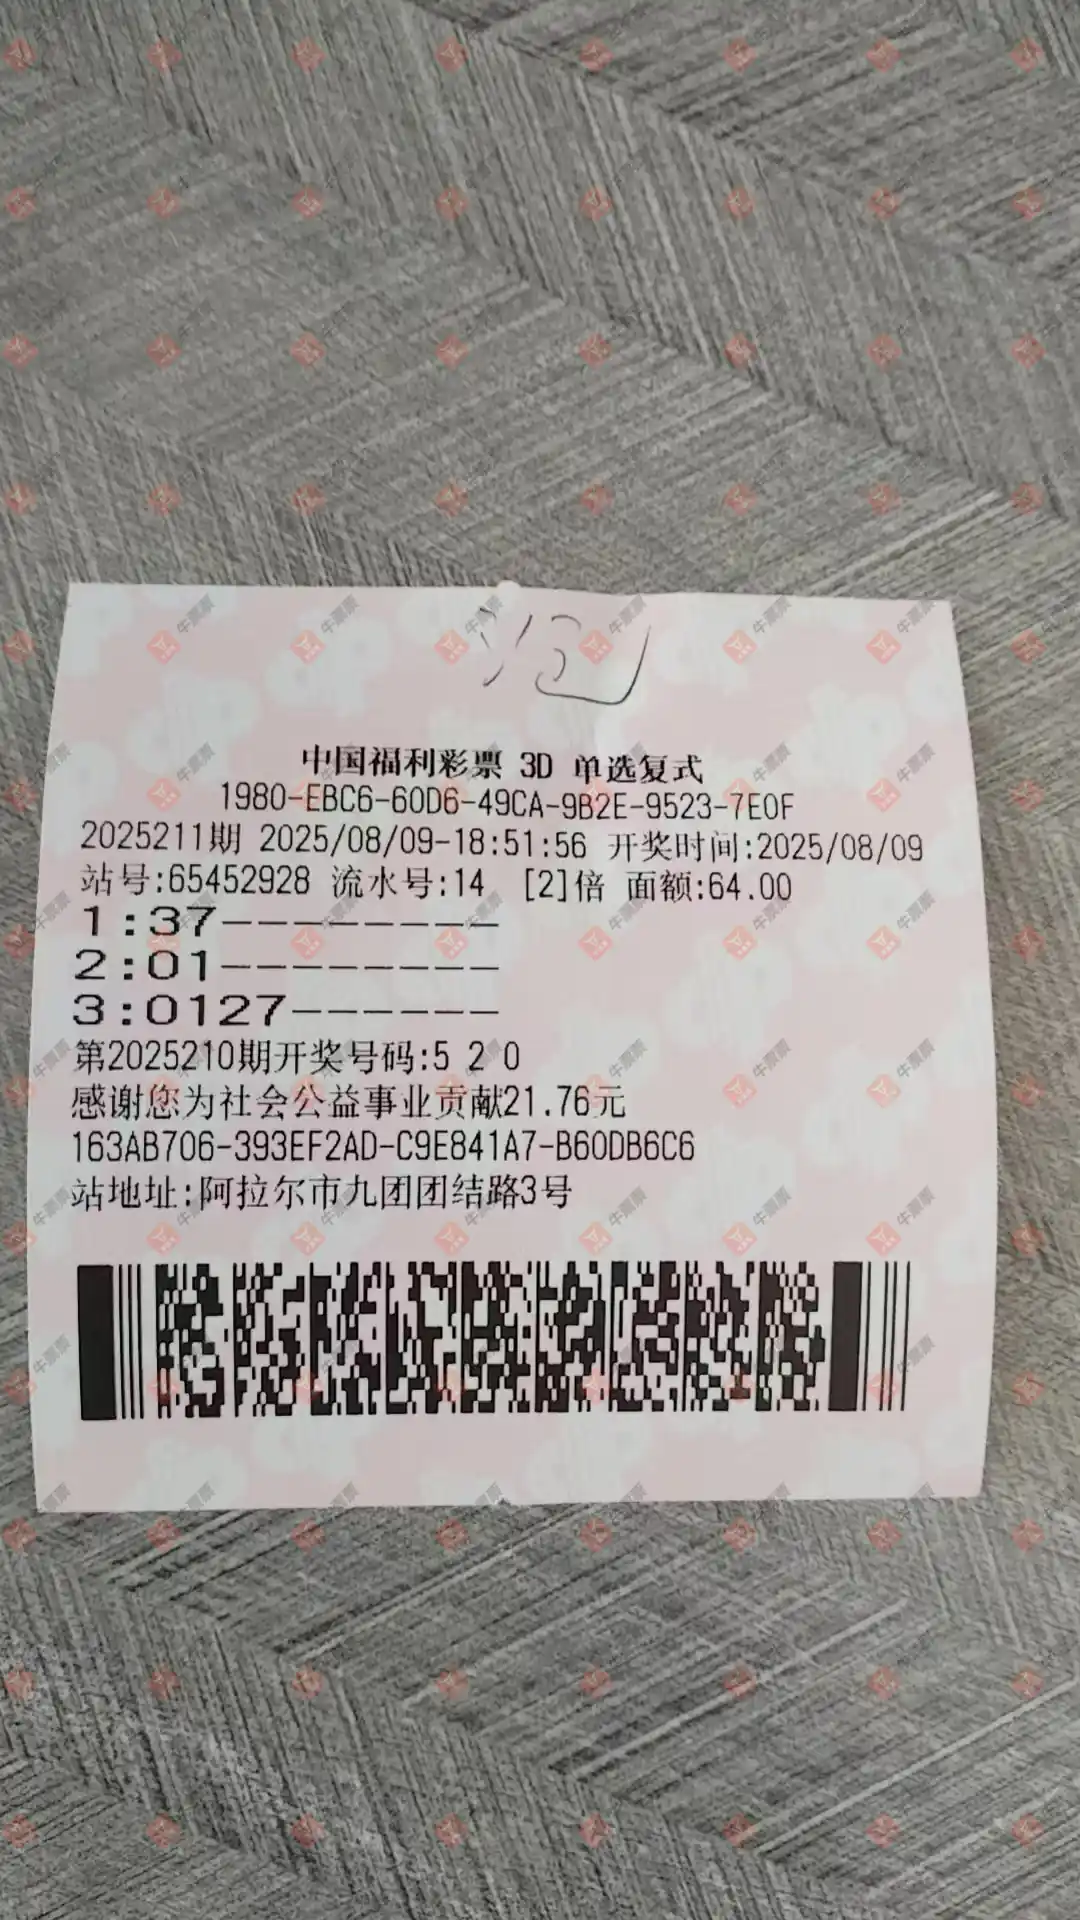 中国福利彩票 3D 单选复式
1980-EBC6-60D6-49CA-9B2E-9523-7E0F
2025211期 2025/08/09-18:51:56 开奖时间:2025/08/09
站号:65452928 流水号:14 [2]倍 面额:64.00
1:37--------
2:01--------
3:0127------
第2025210期开奖号码:5 2 0
感谢您为社会公益事业贡献21.76元
163AB706-393EF2AD-C9E841A7-B60DB6C6
站地址:阿拉尔市九团团结路3号